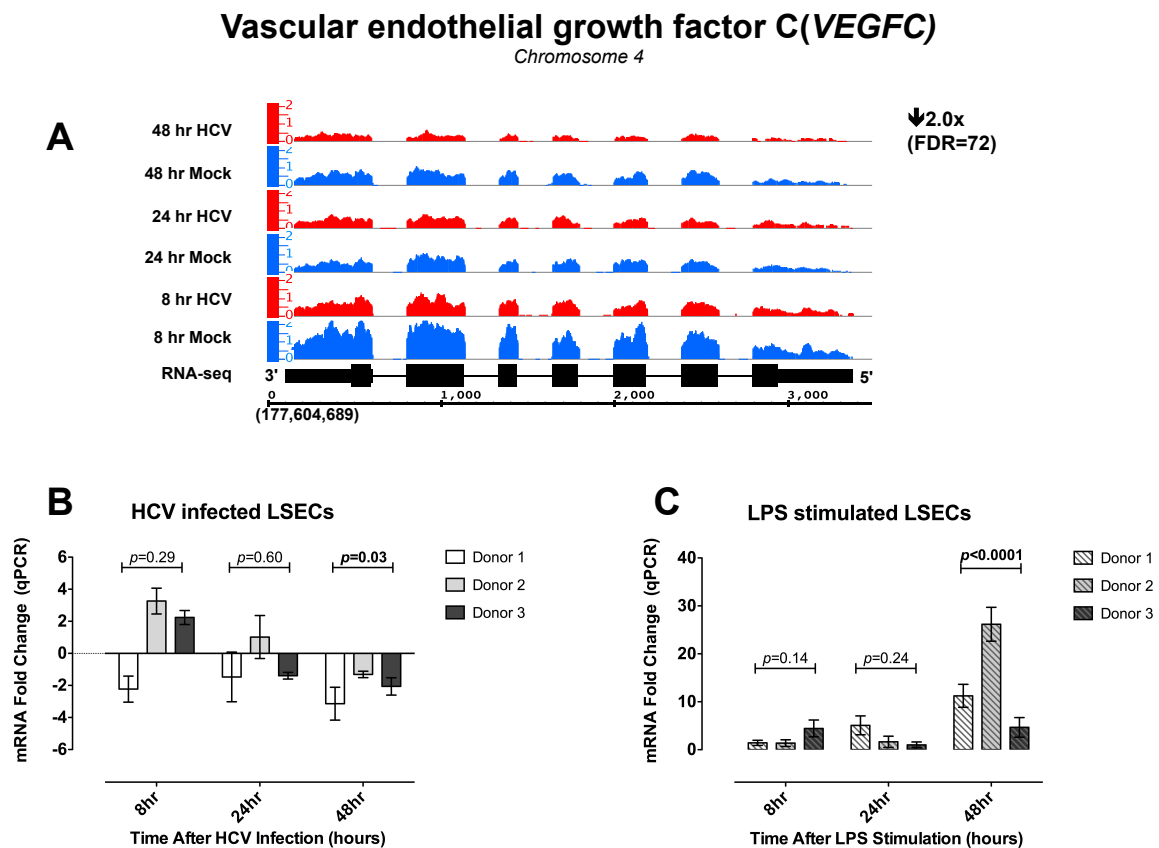 Vascular endothelial growth factor C(VEGFC)
Chromosome 4
A
48 hr HCV
2
1
0
48 hr Mock
2
1
0
24 hr HCV
2
1
0
24 hr Mock
2
1
0
8 hr HCV
2
1
0
8 hr Mock
2
1
0
↓2.0x
(FDR=72)
RNA-seq 3' 5'
0 1,000 2,000 3,000
(177,604,689)
B
HCV infected LSECs
mRNA Fold Change (qPCR)
6
4
2
0
-2
-4
-6
p=0.29 p=0.60 p=0.03
Donor 1
Donor 2
Donor 3
8hr 24hr 48hr
Time After HCV Infection (hours)
C
LPS stimulated LSECs
mRNA Fold Change (qPCR)
40
30
20
10
0
p=0.14 p=0.24 p<0.0001
Donor 1
Donor 2
Donor 3
8hr 24hr 48hr
Time After LPS Stimulation (hours)